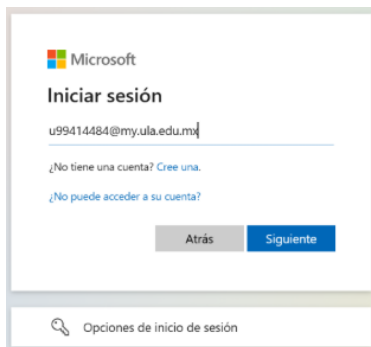 Microsoft
Iniciar sesión
u99414484@my.ula.edu.mx
¿No tiene una cuenta? Cree una.
¿No puede acceder a su cuenta?
Atrás Siguiente
Opciones de inicio de sesión